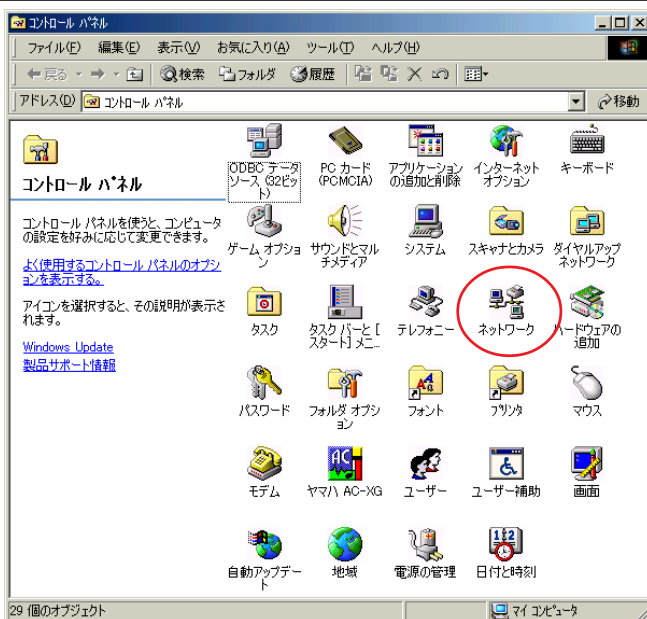 コントロール パネル
ファイル(F) 編集(E) 表示(V) お気に入り(A) ツール(T) ヘルプ(H)
戻る 検索 フォルダ 履歴
アドレス(D) コントロール パネル 移動
コントロール パネル
コントロール パネルを使うと、コンピュータ
の設定を好みに応じて変更できます。
よく使用するコントロール パネルのオプシ
ョンを表示する。
アイコンを選択すると、その説明が表示さ
れます。
Windows Update
製品サポート情報
ODBC データ
ソース (32ビッ
ト)
PC カード
(PCMCIA)
アプリケーション
の追加と削除
インターネット
オプション
キーボード
ゲーム オプショ
ン
サウンドとマル
チメディア
システム
スキャナとカメラ
ダイヤルアップ
ネットワーク
タスク
タスク バーと [
スタート] メニ...
テレフォニー
ネットワーク
ハードウェアの
追加
パスワード
フォルダ オプシ
ョン
フォント
プリンタ
マウス
モデム
ヤマハ AC-XG
ユーザー
ユーザー補助
画面
自動アップデー
ト
地域
電源の管理
日付と時刻
29 個のオブジェクト
マイ コンピュータ